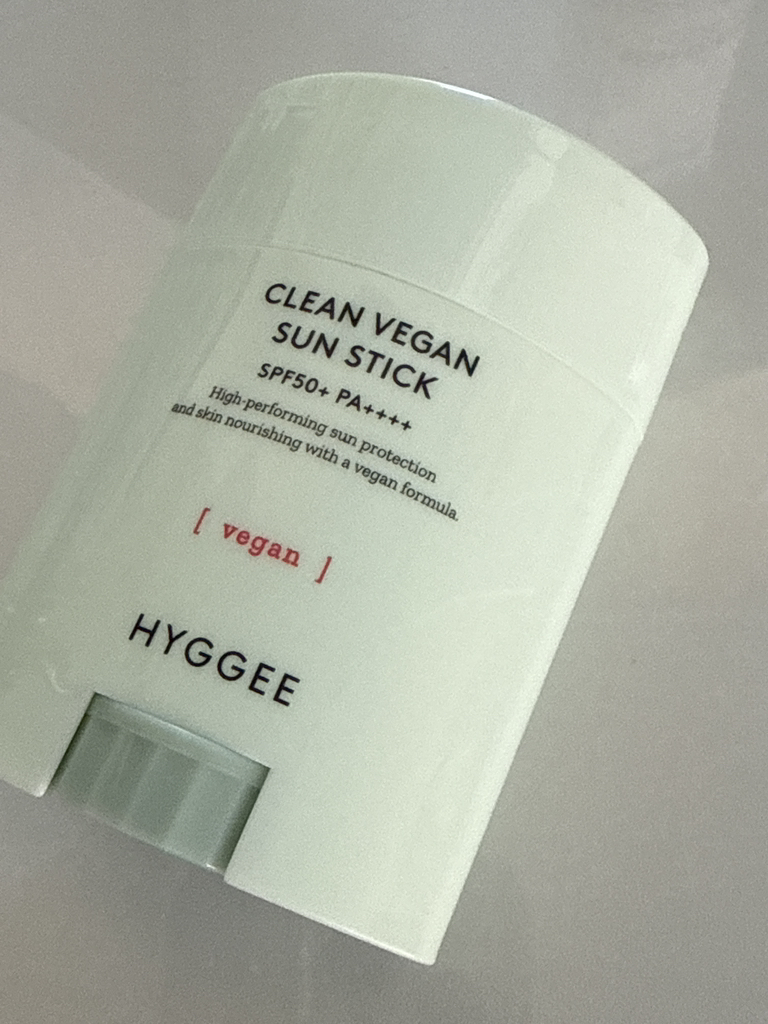 CLEAN VEGAN
SUN STICK
SPF50+ PA++++
High-performing sun protection
and skin nourishing with a vegan formula.
[ vegan ]
HYGGEE